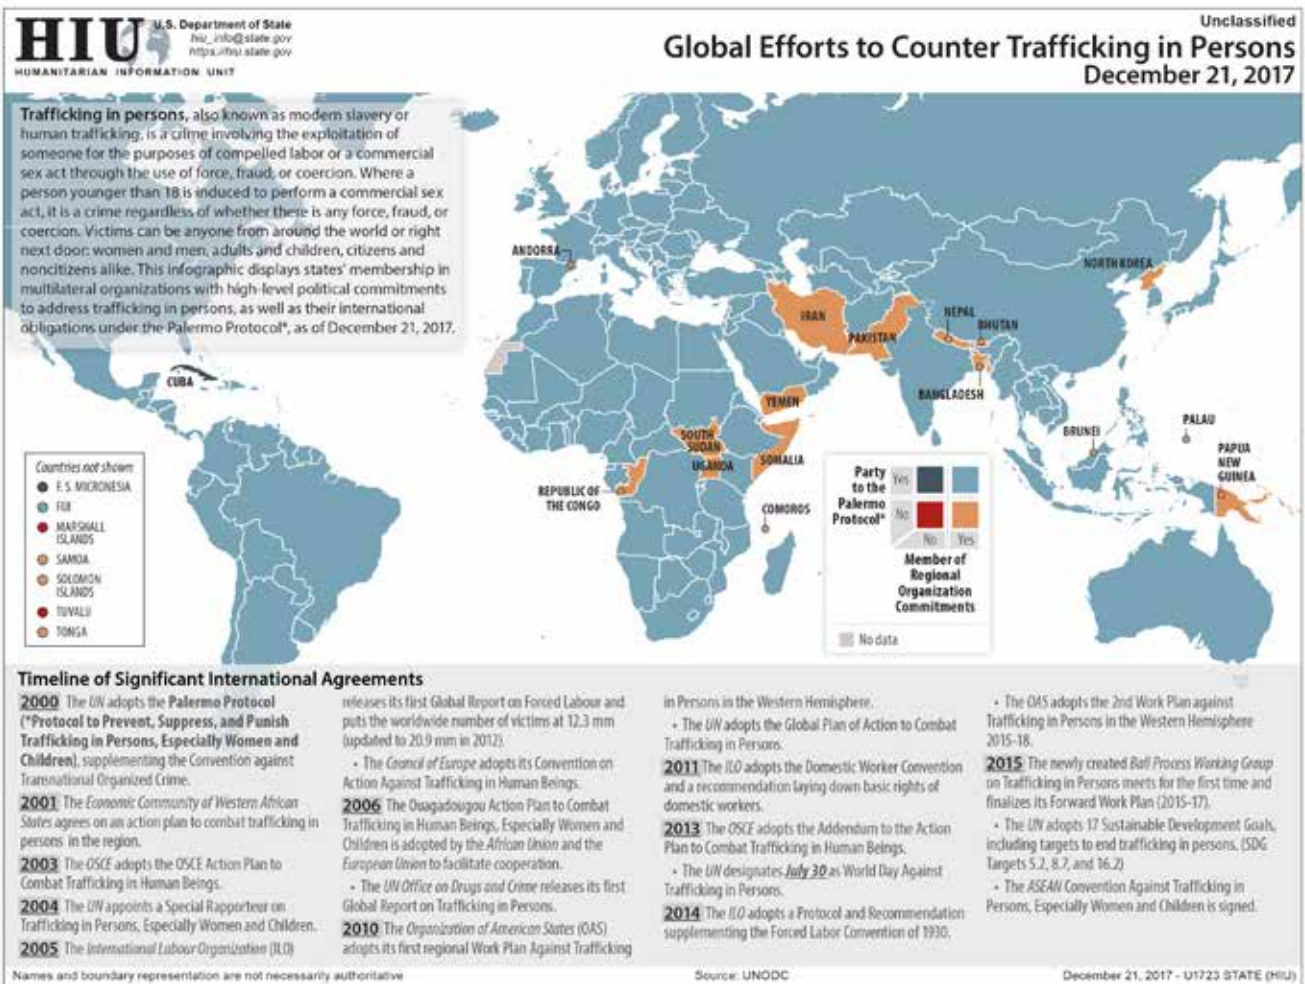 HIU
U.S. Department of State
hiu_info@state.gov
https://hiu.state.gov
HUMANITARIAN INFORMATION UNIT
Unclassified
Global Efforts to Counter Trafficking in Persons
December 21, 2017
Trafficking in persons, also known as modern slavery or
human trafficking, is a crime involving the exploitation of
someone for the purposes of compelled labor or a commercial
sex act through the use of force, fraud, or coercion. Where a
person younger than 18 is induced to perform a commercial sex
act, it is a crime regardless of whether there is any force, fraud, or
coercion. Victims can be anyone from around the world or right
next door: women and men, adults and children, citizens and
noncitizens alike. This infographic displays states' membership in
multilateral organizations with high-level political commitments
to address trafficking in persons, as well as their international
obligations under the Palermo Protocol*, as of December 21, 2017.
ANDORRA
NORTH KOREA
IRAN
PAKISTAN
NEPAL
BHUTAN
CUBA
BANGLADESH
YEMEN
SOUTH
SUDAN
UGANDA
SOMALIA
BRUNEI
PALAU
PAPUA
NEW
GUINEA
REPUBLIC OF
THE CONGO
COMOROS
Countries not shown
F. S. MICRONESIA
FIJI
MARSHALL
ISLANDS
SAMOA
SOLOMON
ISLANDS
TUVALU
TONGA
Party
to the
Palermo
Protocol*
Yes
No
No
Yes
Member of
Regional
Organization
Commitments
No data
Timeline of Significant International Agreements
2000 The UN adopts the Palermo Protocol
(*Protocol to Prevent, Suppress, and Punish
Trafficking in Persons, Especially Women and
Children), supplementing the Convention against
Transnational Organized Crime.
2001 The Economic Community of Western African
States agrees on an action plan to combat trafficking in
persons in the region.
2003 The OSCE adopts the OSCE Action Plan to
Combat Trafficking in Human Beings.
2004 The UN appoints a Special Rapporteur on
Trafficking in Persons, Especially Women and Children.
2005 The International Labour Organization (ILO)
releases its first Global Report on Forced Labour and
puts the worldwide number of victims at 12.3 mm
(updated to 20.9 mm in 2012).
• The Council of Europe adopts its Convention on
Action Against Trafficking in Human Beings.
2006 The Ouagadougou Action Plan to Combat
Trafficking in Human Beings, Especially Women and
Children is adopted by the African Union and the
European Union to facilitate cooperation.
• The UN Office on Drugs and Crime releases its first
Global Report on Trafficking in Persons.
2010 The Organization of American States (OAS)
adopts its first regional Work Plan Against Trafficking
in Persons in the Western Hemisphere.
• The UN adopts the Global Plan of Action to Combat
Trafficking in Persons.
2011 The ILO adopts the Domestic Worker Convention
and a recommendation laying down basic rights of
domestic workers.
2013 The OSCE adopts the Addendum to the Action
Plan to Combat Trafficking in Human Beings.
• The UN designates July 30 as World Day Against
Trafficking in Persons.
2014 The ILO adopts a Protocol and Recommendation
supplementing the Forced Labor Convention of 1930.
• The OAS adopts the 2nd Work Plan against
Trafficking in Persons in the Western Hemisphere
2015-18.
2015 The newly created Bali Process Working Group
on Trafficking in Persons meets for the first time and
finalizes its Forward Work Plan (2015-17).
• The UN adopts 17 Sustainable Development Goals,
including targets to end trafficking in persons. (SDG
Targets 5.2, 8.7, and 16.2)
• The ASEAN Convention Against Trafficking in
Persons, Especially Women and Children is signed.
Names and boundary representation are not necessarily authoritative
Source: UNODC
December 21, 2017 - U1723 STATE (HIU)